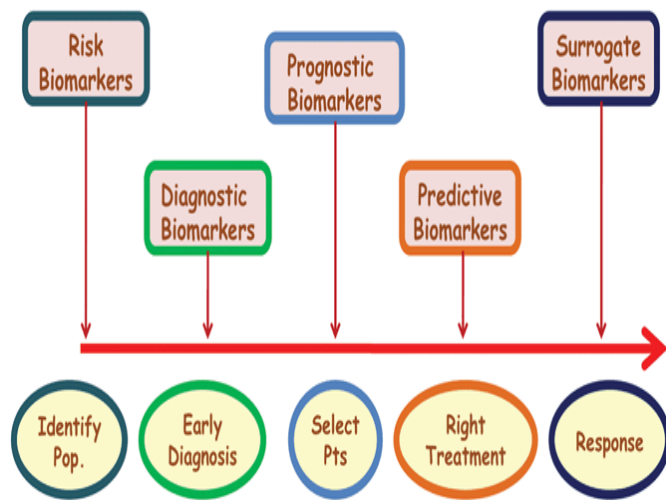 Risk
Biomarkers
Prognostic
Biomarkers
Surrogate
Biomarkers
Diagnostic
Biomarkers
Predictive
Biomarkers
Identify
Pop.
Early
Diagnosis
Select
Pts
Right
Treatment
Response